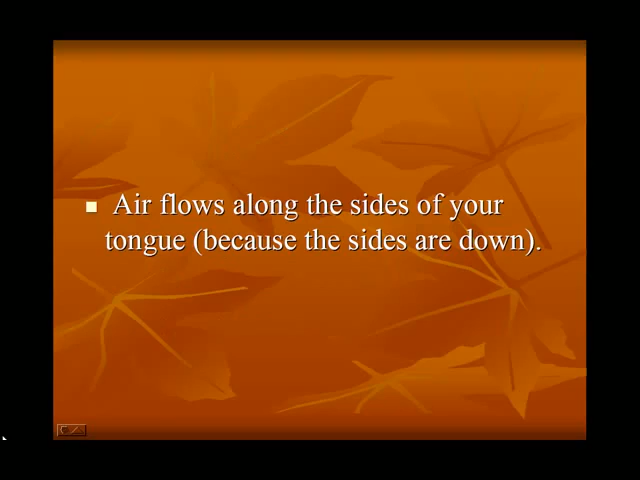 Air flows along the sides of your
tongue (because the sides are down).